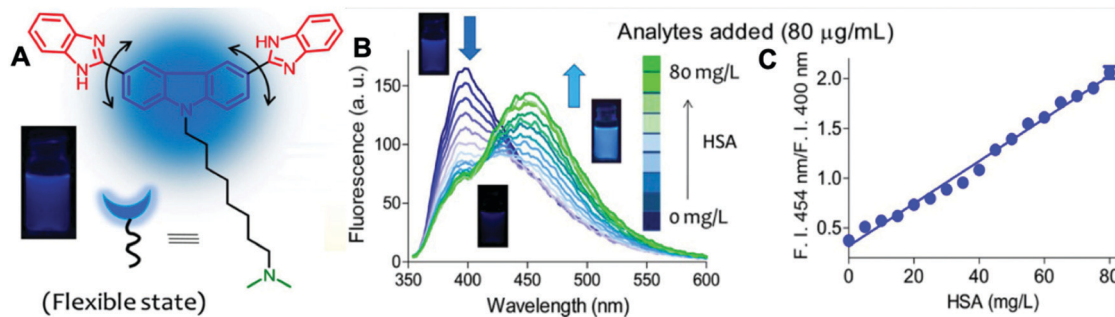 A
N
N
H
HN
N
N
N
(Flexible state)
B
Analytes added (80 µg/mL)
Fluorescence (a. u.)
150
100
50
0
355
400
450
500
550
600
Wavelength (nm)
80 mg/L
HSA
0 mg/L
C
F. I. 454 nm/F. I. 400 nm
2.0
1.5
1.0
0.5
0
20
40
60
80
HSA (mg/L)